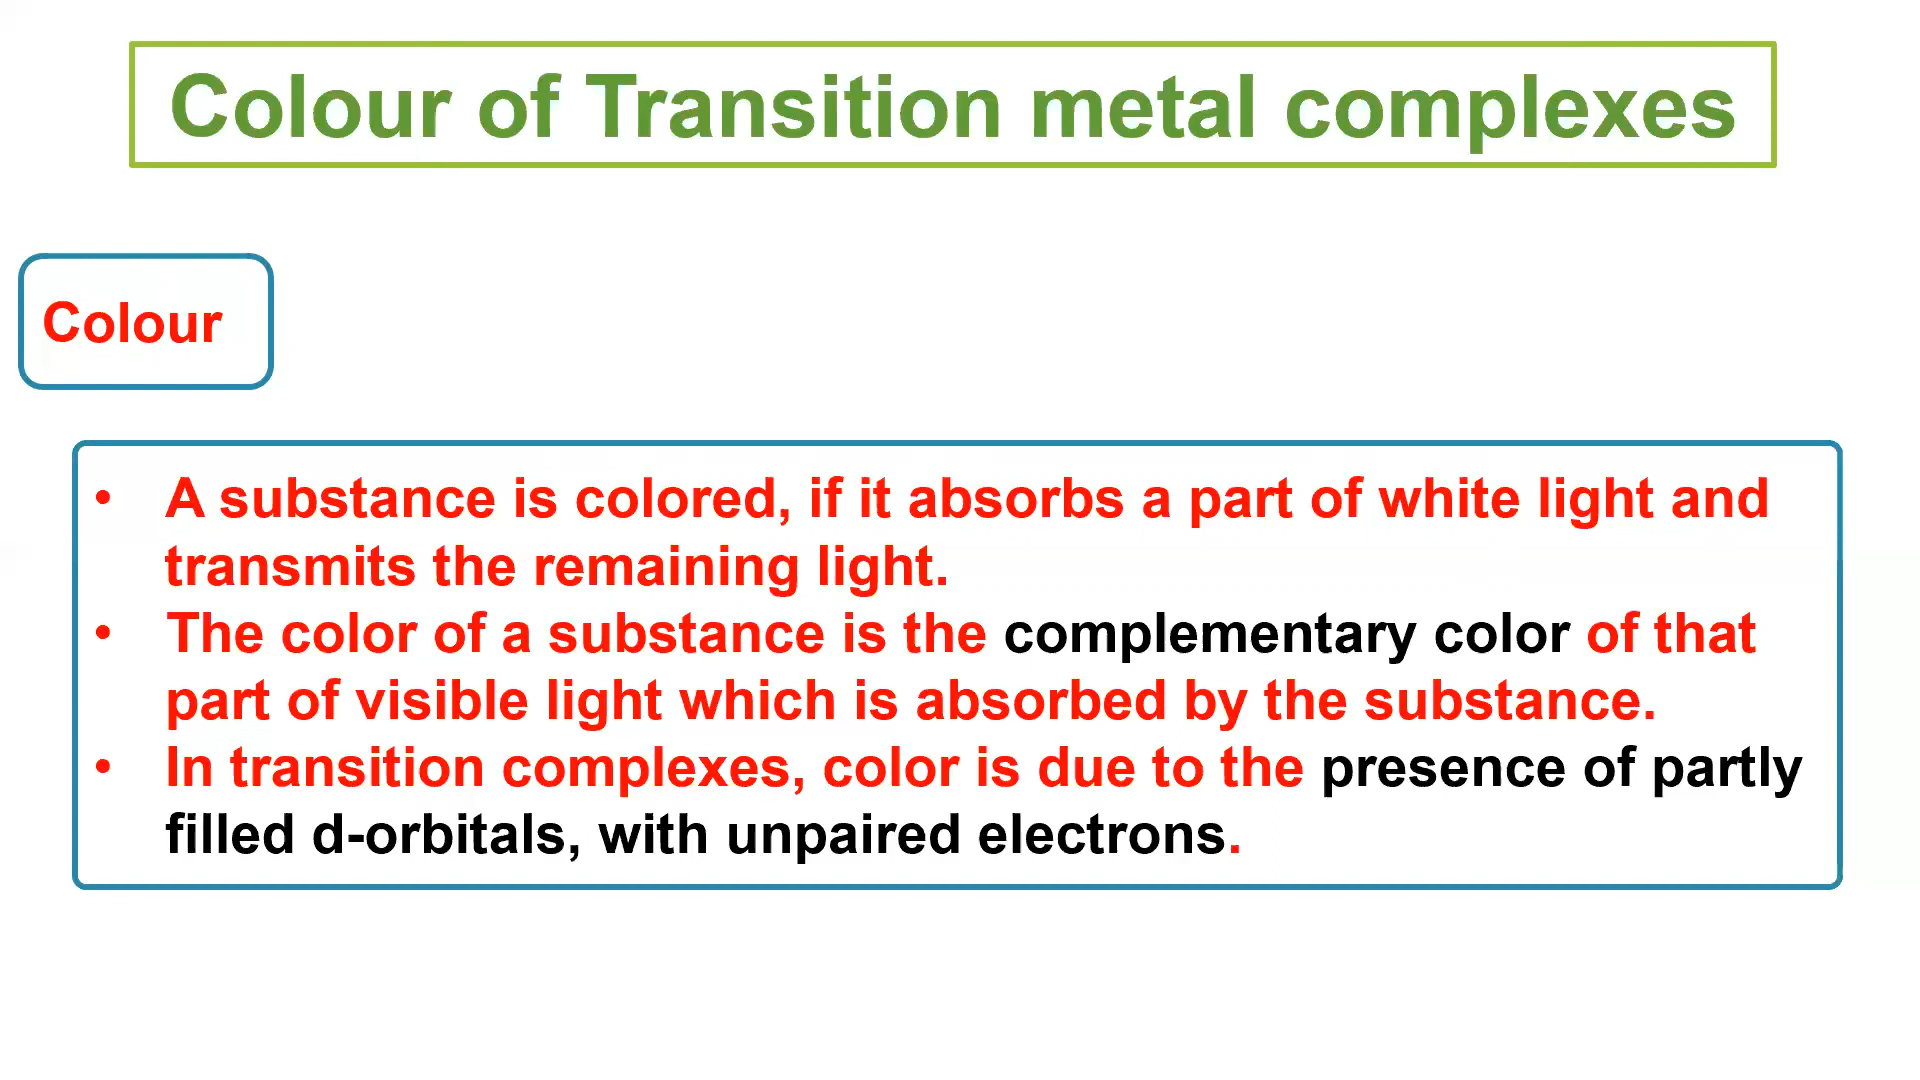 Colour of Transition metal complexes
Colour
• A substance is colored, if it absorbs a part of white light and
transmits the remaining light.
• The color of a substance is the complementary color of that
part of visible light which is absorbed by the substance.
• In transition complexes, color is due to the presence of partly
filled d-orbitals, with unpaired electrons.